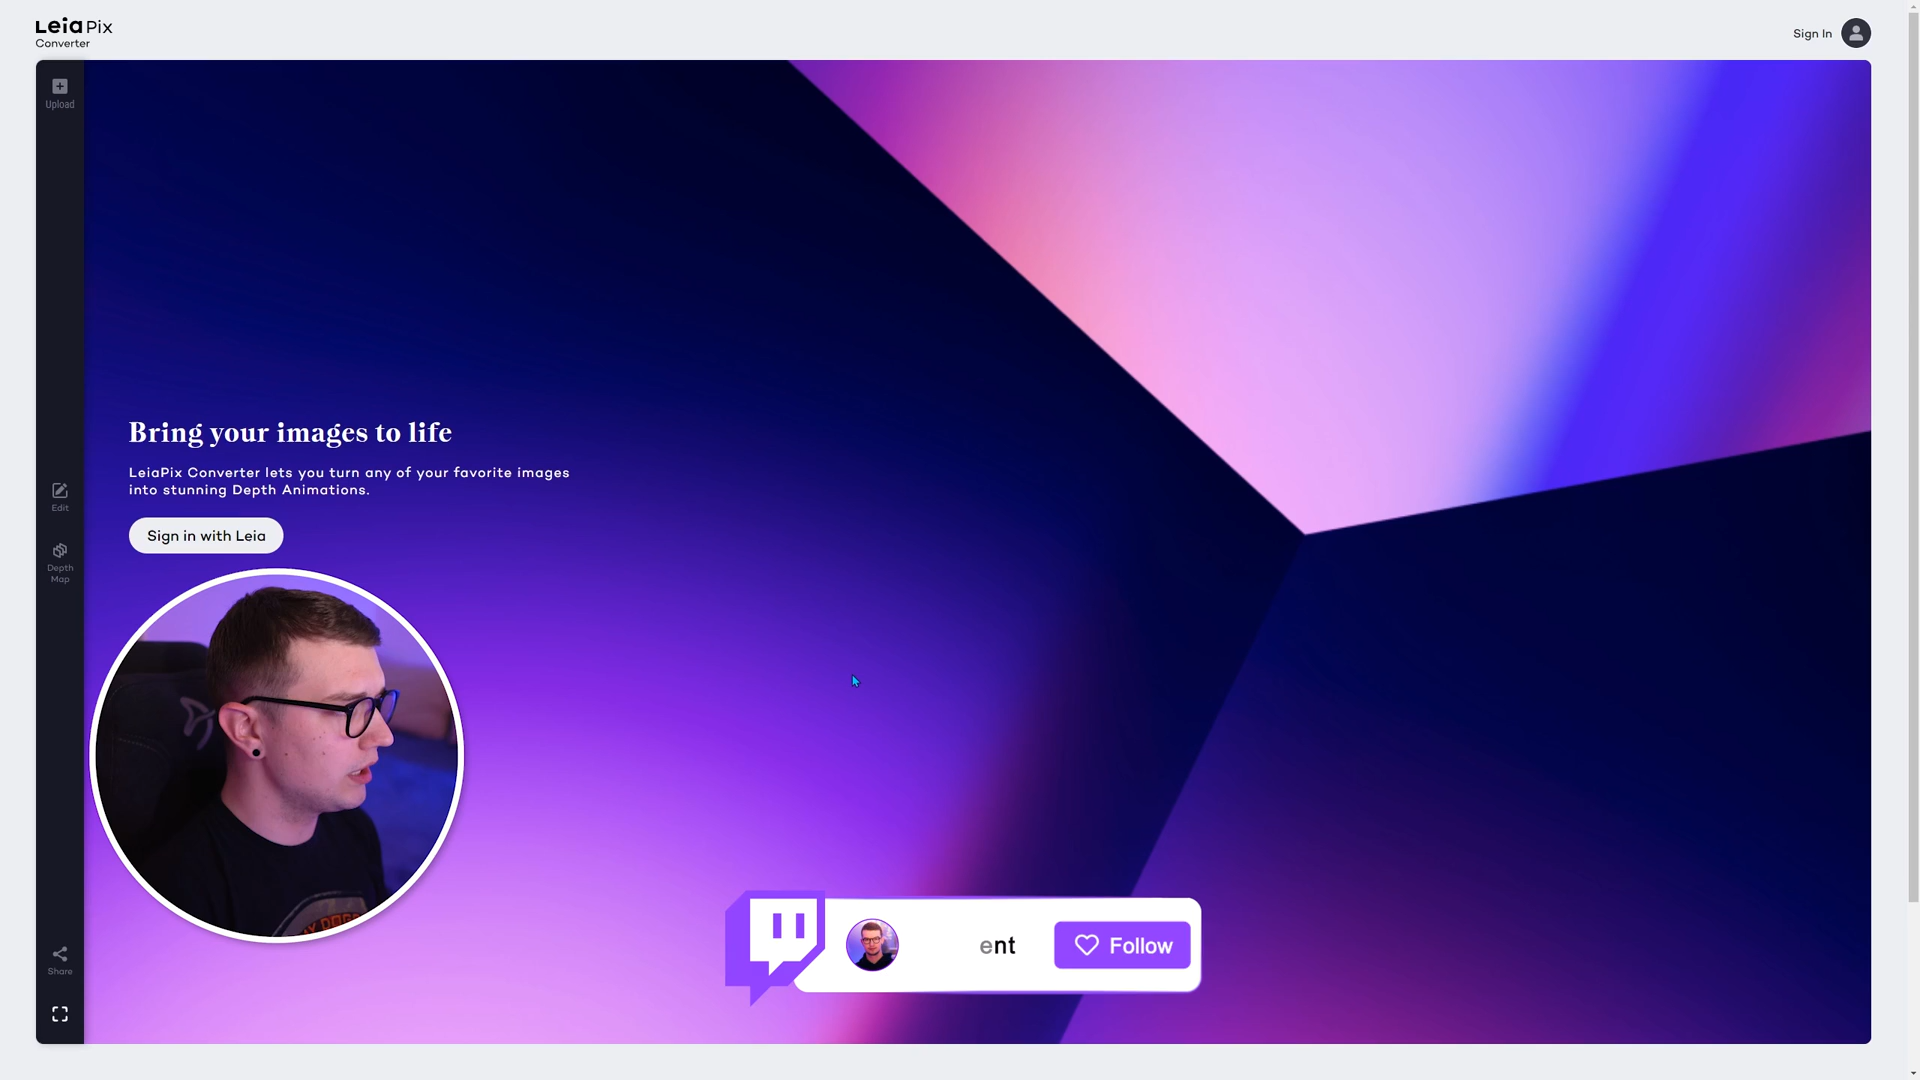 Leia Pix
Converter
Sign In
Upload
Bring your images to life
LeiaPix Converter lets you turn any of your favorite images
into stunning Depth Animations.
Sign in with Leia
Edit
Depth
Map
Share
ent
Follow